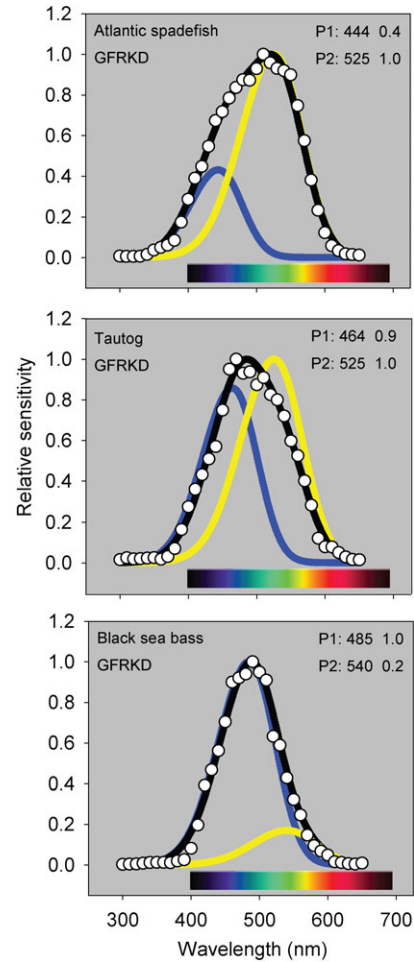 Atlantic spadefish
GFRKD
P1: 444 0.4
P2: 525 1.0
1.2
1.0
0.8
0.6
0.4
0.2
0.0
Tautog
GFRKD
P1: 464 0.9
P2: 525 1.0
1.2
1.0
0.8
0.6
0.4
0.2
0.0
Relative sensitivity
Black sea bass
GFRKD
P1: 485 1.0
P2: 540 0.2
1.2
1.0
0.8
0.6
0.4
0.2
0.0
300 400 500 600 700
Wavelength (nm)